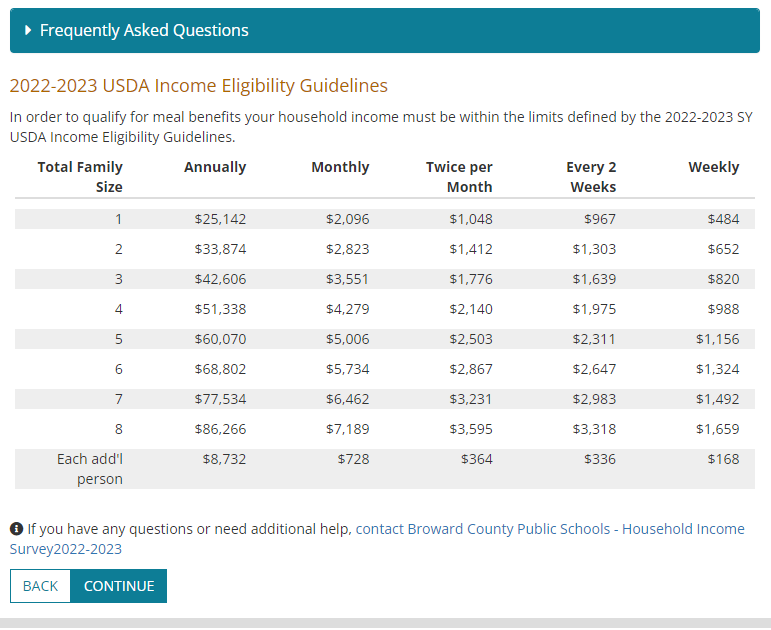 Frequently Asked Questions
2022-2023 USDA Income Eligibility Guidelines
In order to qualify for meal benefits your household income must be within the limits defined by the 2022-2023 SY
USDA Income Eligibility Guidelines.
Total Family Annually Monthly Twice per Every 2 Weekly
Size Month Weeks
1 $25,142 $2,096 $1,048 $967 $484
2 $33,874 $2,823 $1,412 $1,303 $652
3 $42,606 $3,551 $1,776 $1,639 $820
4 $51,338 $4,279 $2,140 $1,975 $988
5 $60,070 $5,006 $2,503 $2,311 $1,156
6 $68,802 $5,734 $2,867 $2,647 $1,324
7 $77,534 $6,462 $3,231 $2,983 $1,492
8 $86,266 $7,189 $3,595 $3,318 $1,659
Each add'l $8,732 $728 $364 $336 $168
person
If you have any questions or need additional help, contact Broward County Public Schools - Household Income
Survey2022-2023
BACK CONTINUE